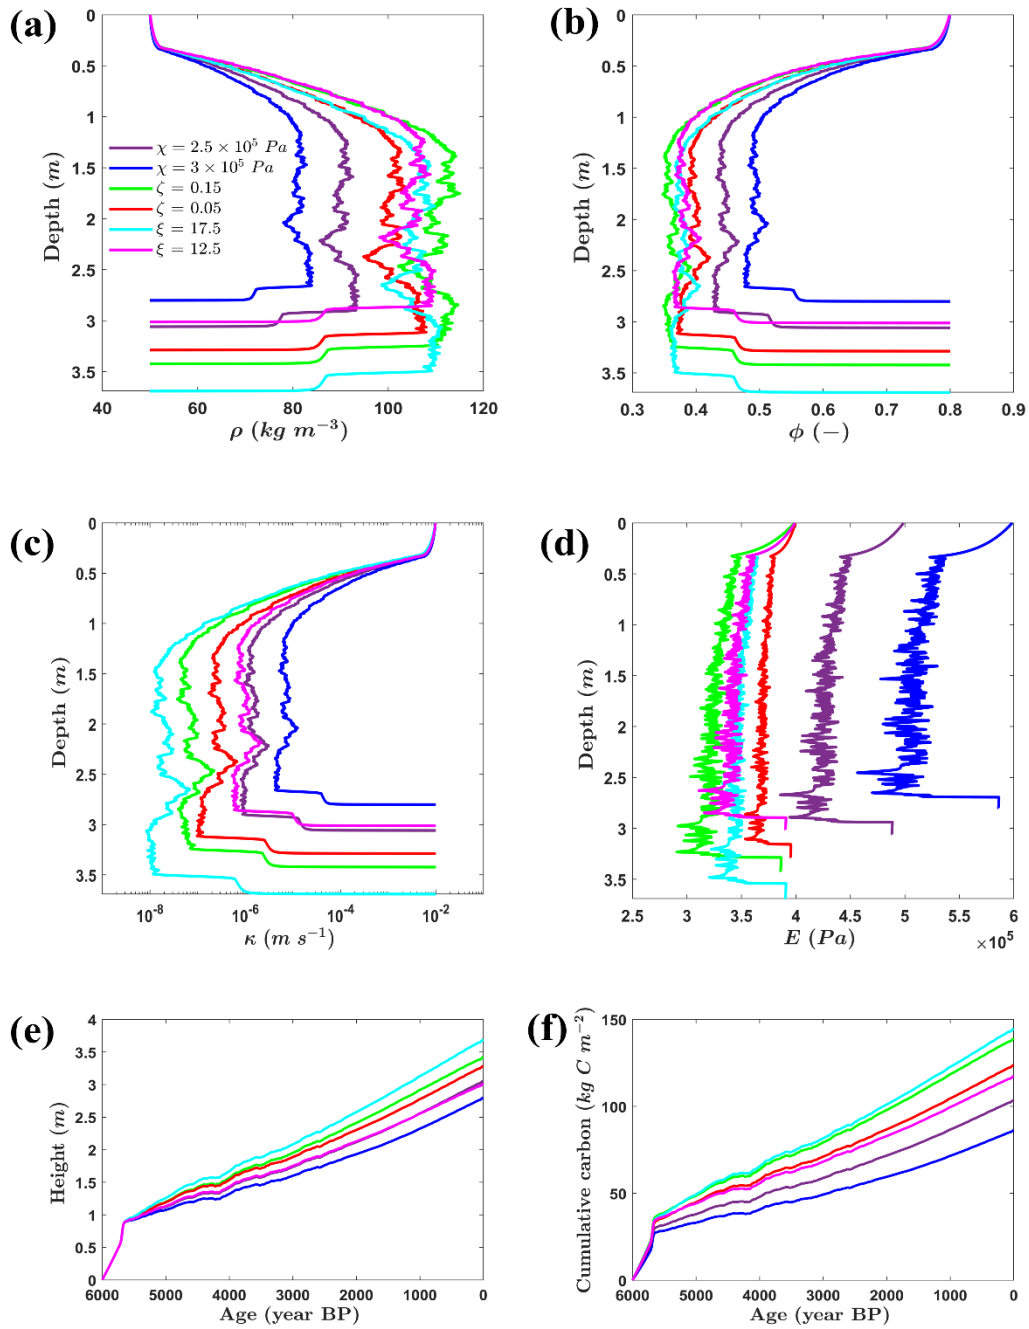 (a)
0
0.5
1
1.5
2
2.5
3
3.5
Depth (m)
40 60 80 100 120
ρ (kg m⁻³)
χ = 2.5 × 10⁵ Pa
χ = 3 × 10⁵ Pa
ζ = 0.15
ζ = 0.05
ξ = 17.5
ξ = 12.5
(b)
0
0.5
1
1.5
2
2.5
3
3.5
Depth (m)
0.3 0.4 0.5 0.6 0.7 0.8 0.9
ϕ (−)
(c)
0
0.5
1
1.5
2
2.5
3
3.5
Depth (m)
10⁻⁸ 10⁻⁶ 10⁻⁴ 10⁻²
κ (m s⁻¹)
(d)
0
0.5
1
1.5
2
2.5
3
3.5
Depth (m)
2.5 3 3.5 4 4.5 5 5.5 6
E (Pa)
×10⁵
(e)
4
3.5
3
2.5
2
1.5
1
0.5
0
Height (m)
6000 5000 4000 3000 2000 1000 0
Age (year BP)
(f)
150
100
50
0
Cumulative carbon (kg C m⁻²)
6000 5000 4000 3000 2000 1000 0
Age (year BP)